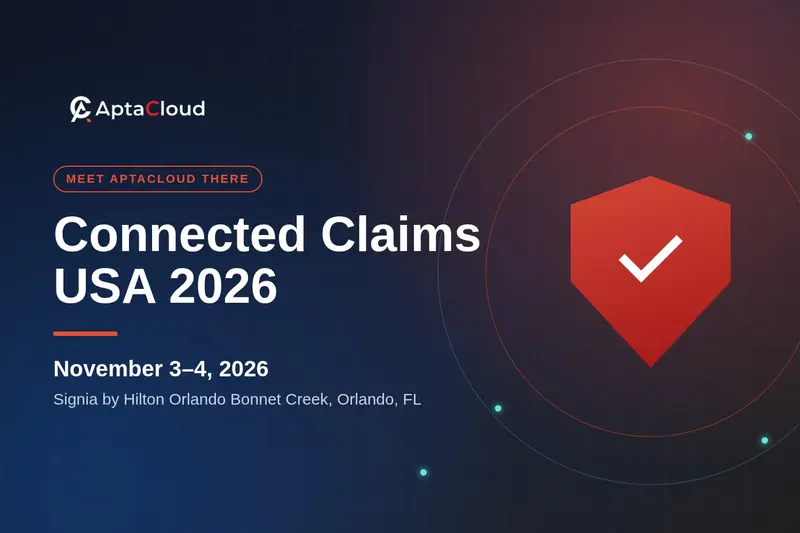 AptaCloud
MEET APTACLOUD THERE
Connected Claims
USA 2026
November 3–4, 2026
Signia by Hilton Orlando Bonnet Creek, Orlando, FL